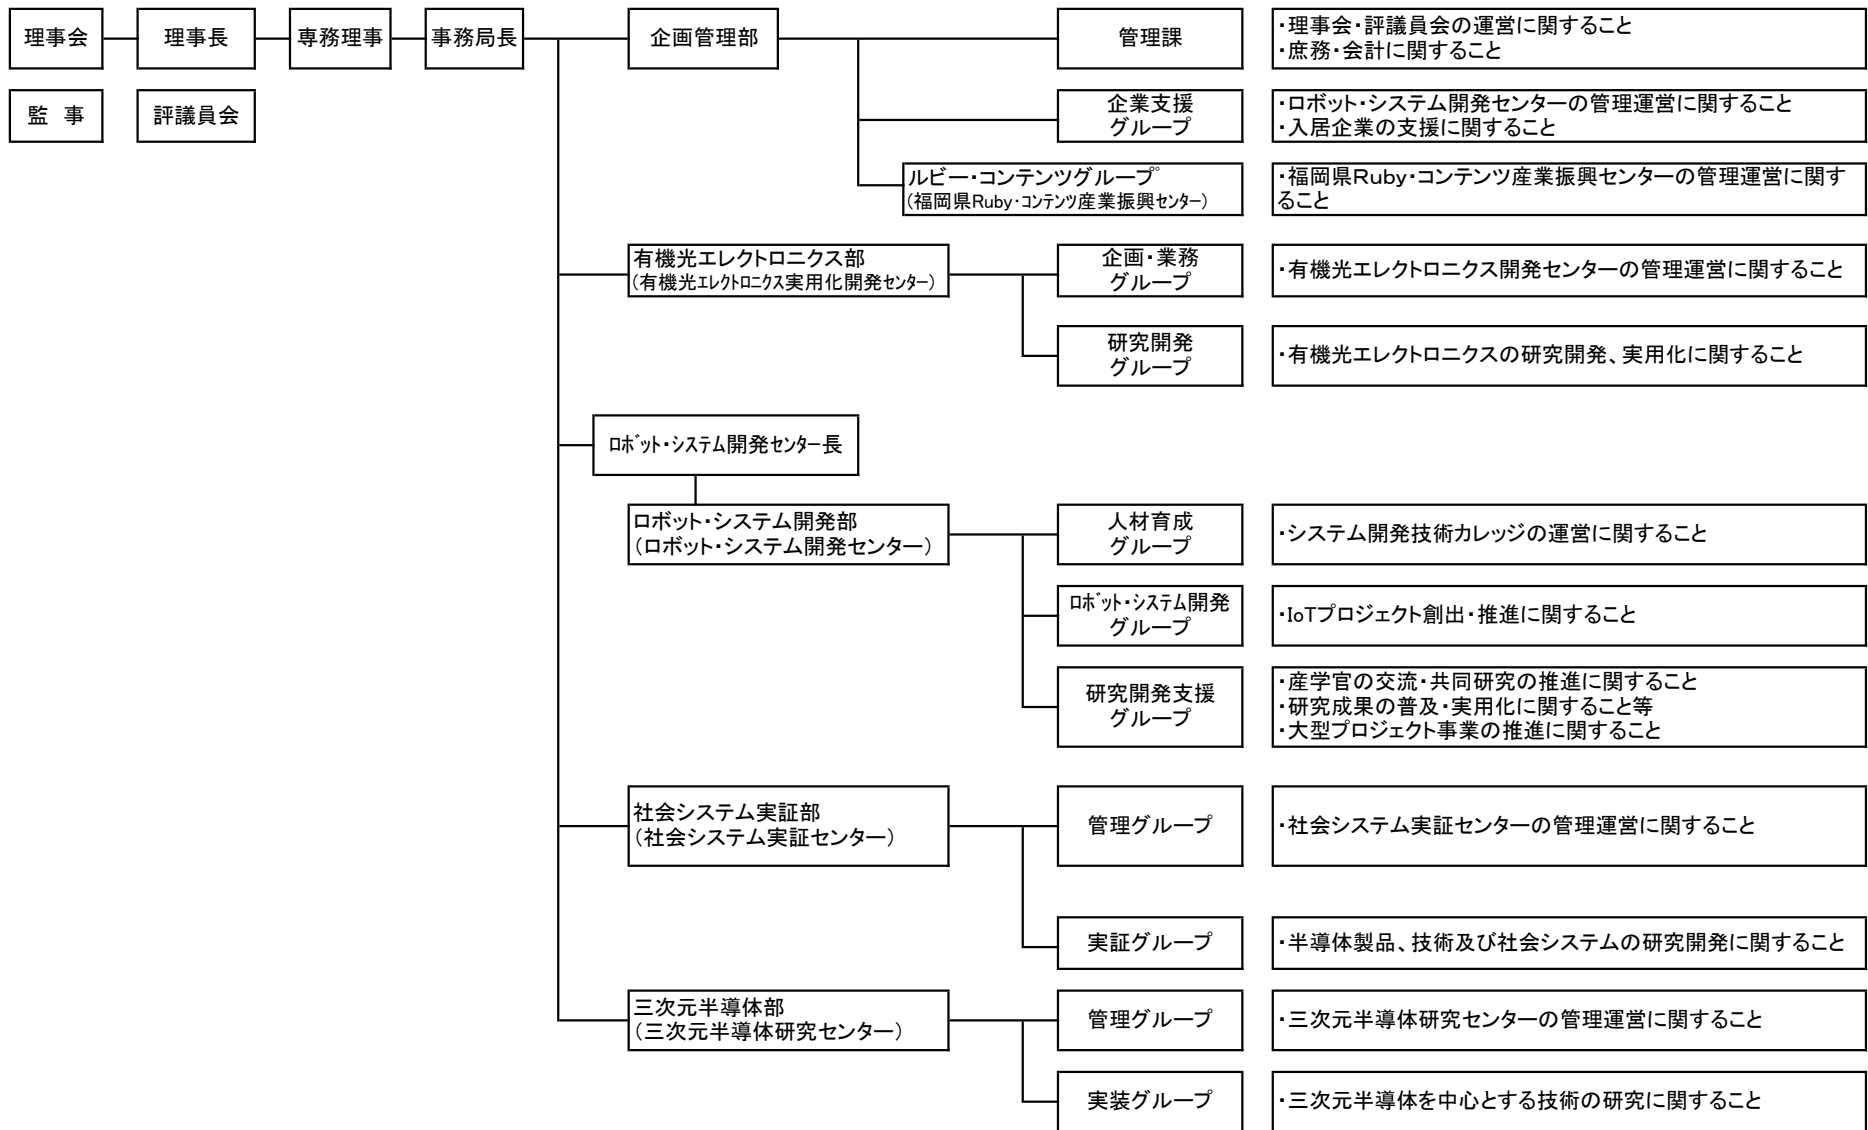 理事会
理事長
専務理事
事務局長
企画管理部
管理課
・理事会・評議員会の運営に関すること
・庶務・会計に関すること
監 事
評議員会
企業支援
グループ
・ロボット・システム開発センターの管理運営に関すること
・入居企業の支援に関すること
ルビー・コンテンツグループ
(福岡県Ruby・コンテンツ産業振興センター)
・福岡県Ruby・コンテンツ産業振興センターの管理運営に関す
ること
有機光エレクトロニクス部
(有機光エレクトロニクス実用化開発センター)
企画・業務
グループ
・有機光エレクトロニクス開発センターの管理運営に関すること
研究開発
グループ
・有機光エレクトロニクスの研究開発、実用化に関すること
ロボット・システム開発センター長
ロボット・システム開発部
(ロボット・システム開発センター)
人材育成
グループ
・システム開発技術カレッジの運営に関すること
ロボット・システム開発
グループ
・IoTプロジェクト創出・推進に関すること
研究開発支援
グループ
・産学官の交流・共同研究の推進に関すること
・研究成果の普及・実用化に関すること等
・大型プロジェクト事業の推進に関すること
社会システム実証部
(社会システム実証センター)
管理グループ
・社会システム実証センターの管理運営に関すること
実証グループ
・半導体製品、技術及び社会システムの研究開発に関すること
三次元半導体部
(三次元半導体研究センター)
管理グループ
・三次元半導体研究センターの管理運営に関すること
実装グループ
・三次元半導体を中心とする技術の研究に関すること